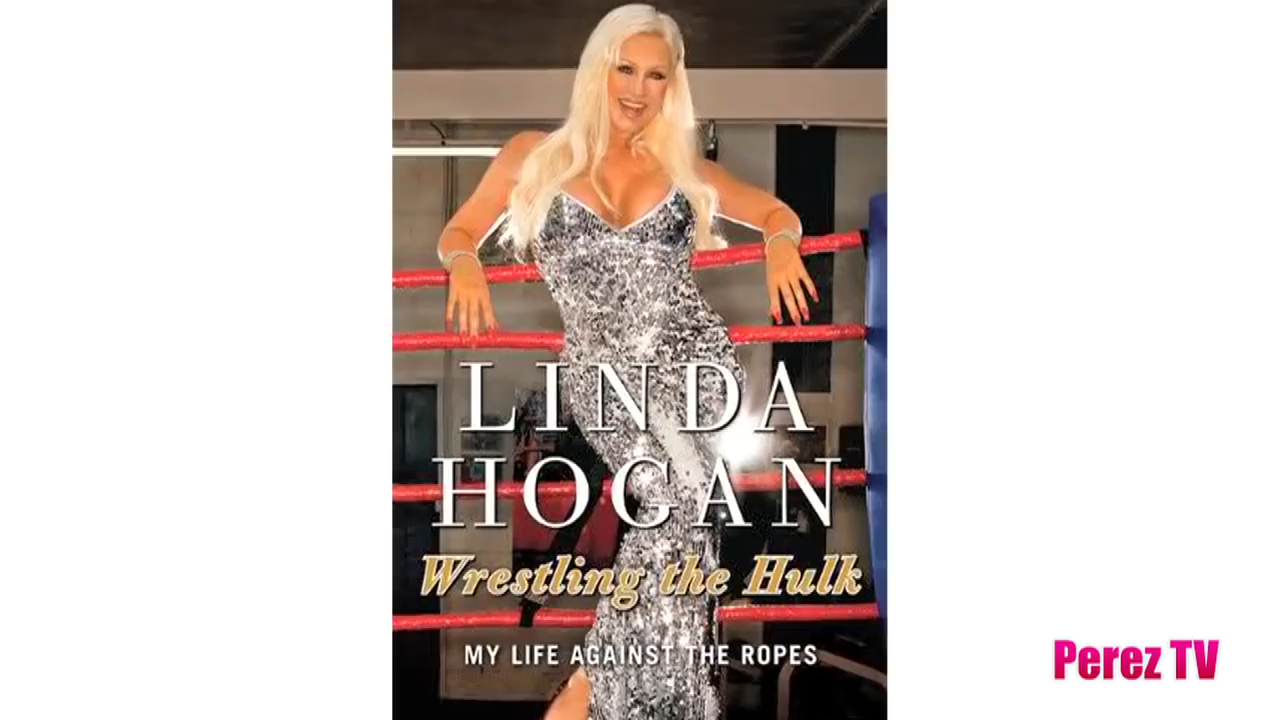 LINDA
HOGAN
Wrestling the Hulk
MY LIFE AGAINST THE ROPES
Perez TV